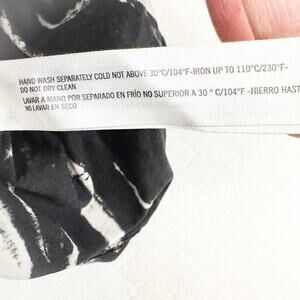 HAND WASH SEPARATELY COLD NOT ABOVE 30°C/104°F-IRON UP TO 110°C/230°F-
DO NOT DRY CLEAN
LAVAR A MANO POR SEPARADO EN FRÍO NO SUPERIOR A 30 ° C/104°F -HIERRO HAST
NO LAVAR EN SECO